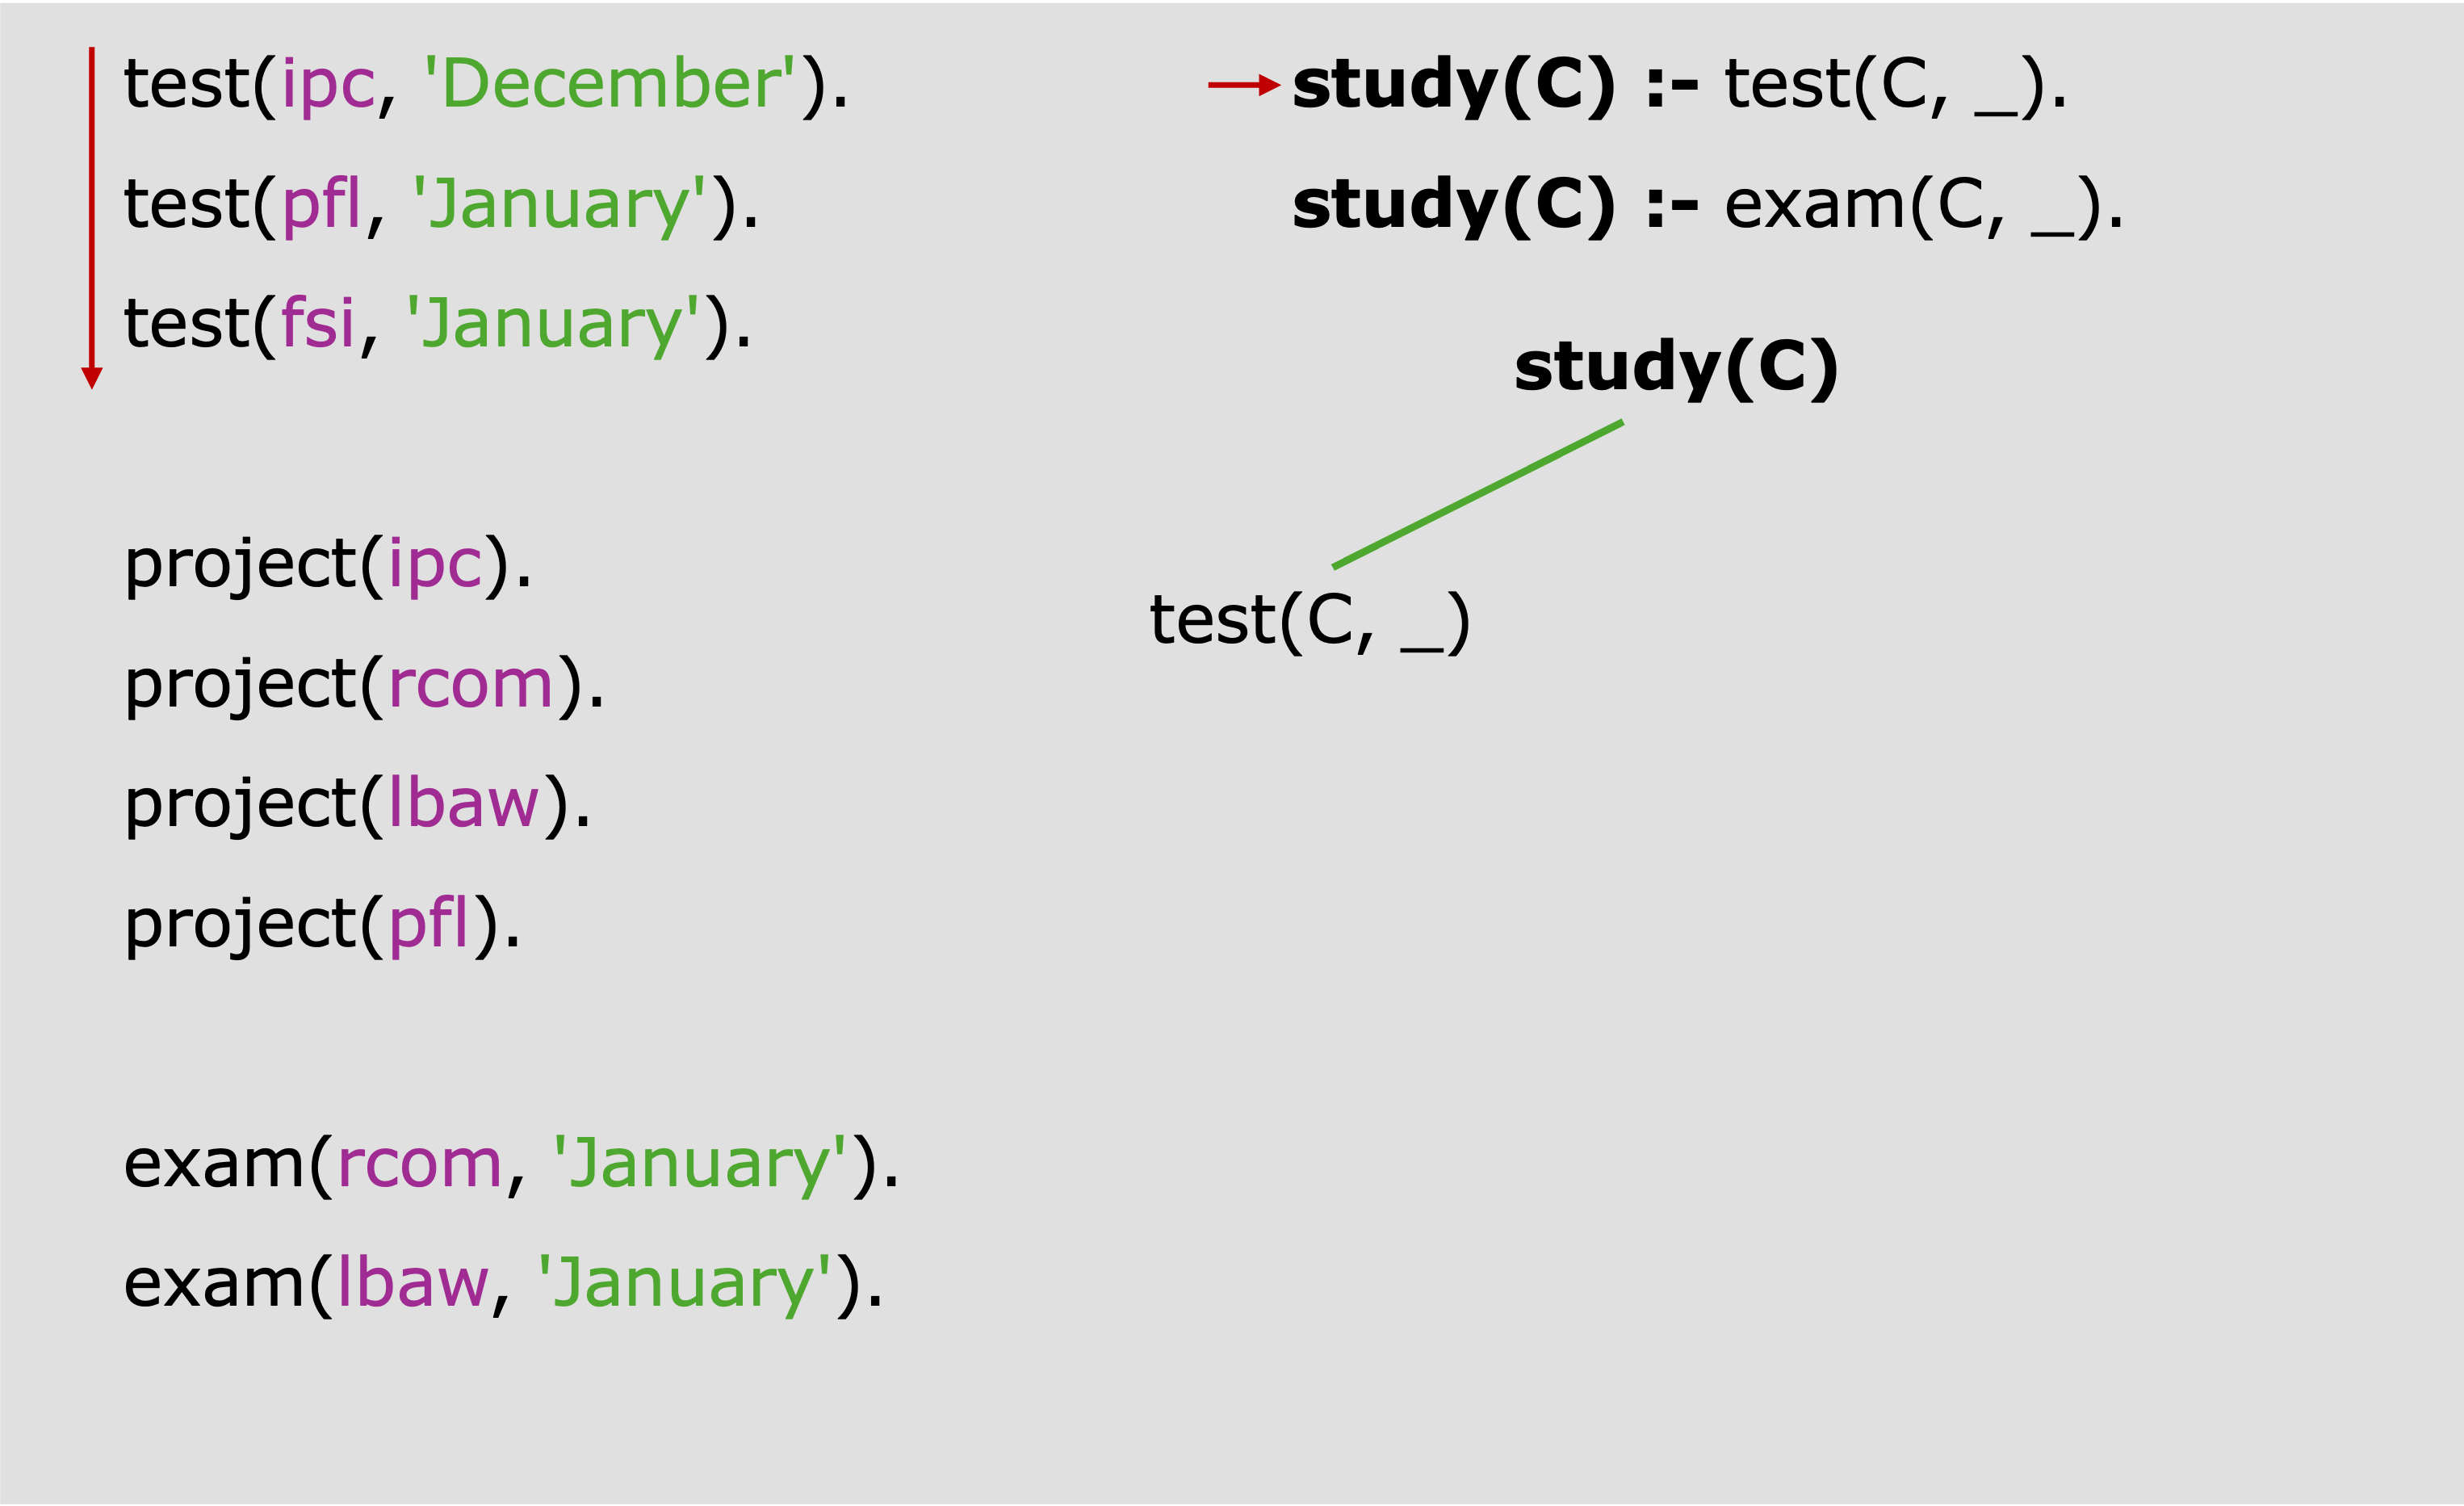 test(ipc, 'December').
test(pfl, 'January').
test(fsi, 'January').
project(ipc).
project(rcom).
project(lbaw).
project(pfl).
exam(rcom, 'January').
exam(lbaw, 'January').
study(C) :- test(C, _).
study(C) :- exam(C, _).
study(C)
test(C, _)